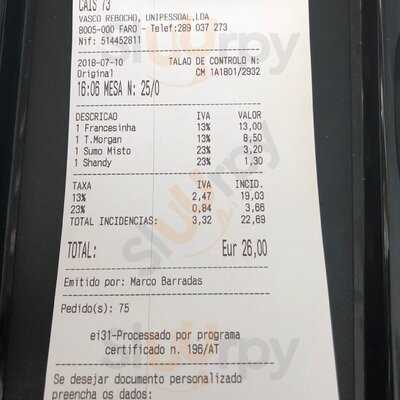 CAIS 73
VASCO REBOCHO, UNIPESSOAL,LDA
8005-000 FARO - Telef:289 037 273
Nif: 514452811
2018-07-10 TALAO DE CONTROLO N:
Original CM 1A1801/2932
16:06 MESA N: 25/0
DESCRICAO IVA VALOR
1 Francesinha 13% 13,00
1 T.Morgan 13% 8,50
1 Sumo Misto 23% 3,20
1 Shandy 23% 1,30
TAXA IVA INCID.
13% 2,47 19,03
23% 0,84 3,66
TOTAL INCIDENCIAS: 3,32 22,69
TOTAL: Eur 26,00
Emitido por: Marco Barradas
Pedido(s): 75
ei31-Processado por programa
certificado n. 196/AT
Se desejar documento personalizado
preencha os dados:
sluurpy
sluurpy
sluurpy